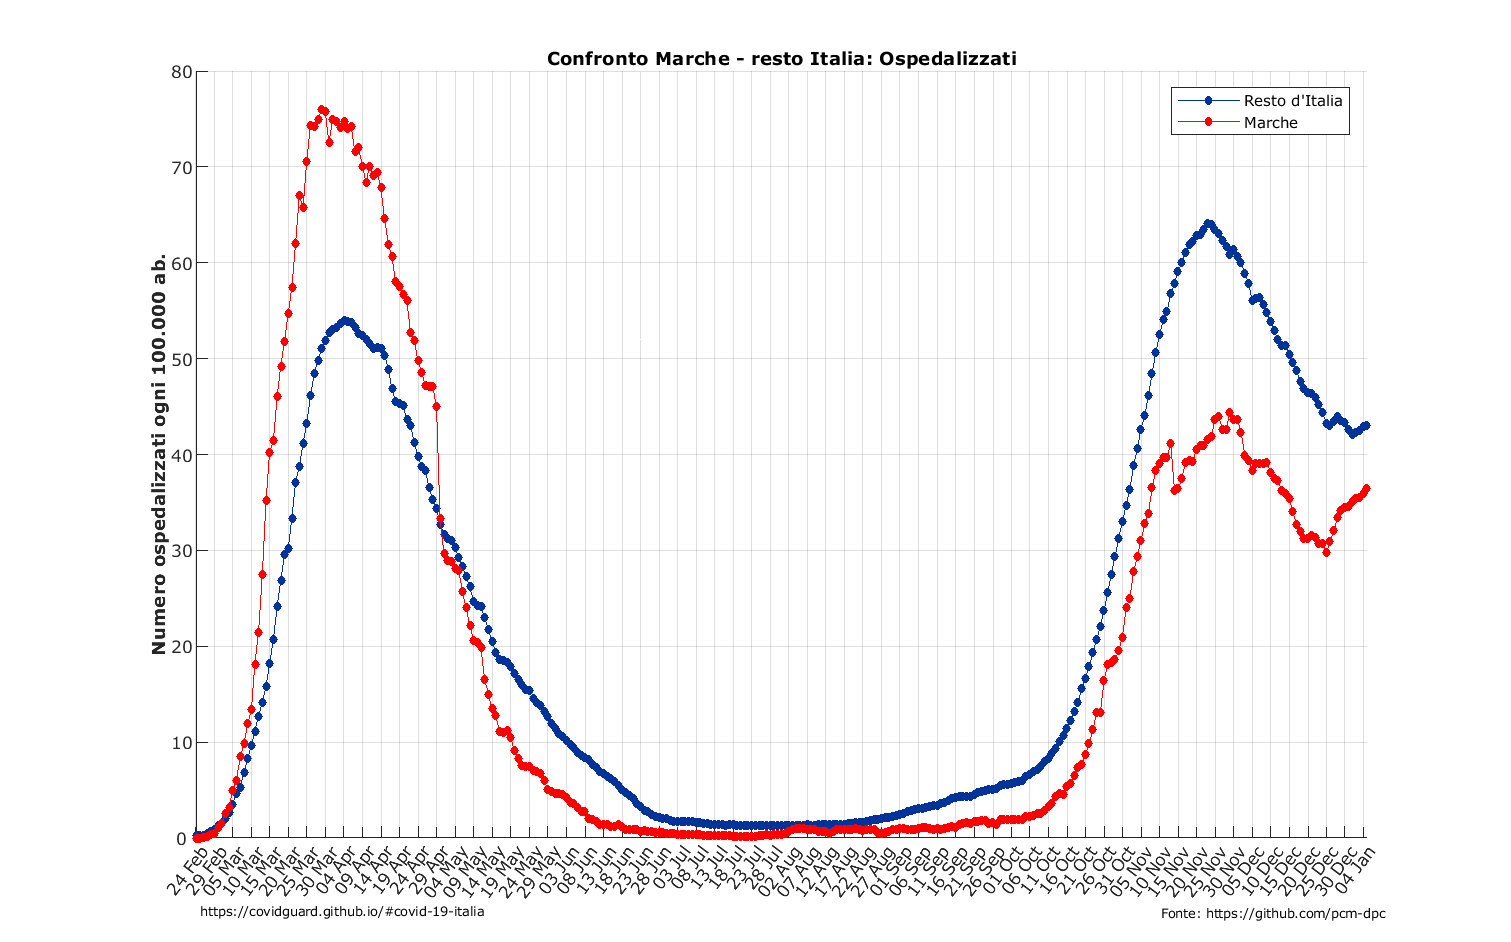 Confronto Marche - resto Italia: Ospedalizzati
Resto d'Italia
Marche
Numero ospedalizzati ogni 100.000 ab.
80
70
60
50
40
30
20
10
0
24 Feb
29 Feb
05 Mar
10 Mar
15 Mar
20 Mar
25 Mar
30 Mar
04 Apr
09 Apr
14 Apr
19 Apr
24 Apr
29 Apr
04 May
09 May
14 May
19 May
24 May
29 May
03 Jun
08 Jun
13 Jun
18 Jun
23 Jun
28 Jun
03 Jul
08 Jul
13 Jul
18 Jul
23 Jul
28 Jul
02 Aug
07 Aug
12 Aug
17 Aug
22 Aug
27 Aug
01 Sep
06 Sep
11 Sep
16 Sep
21 Sep
26 Sep
01 Oct
06 Oct
11 Oct
16 Oct
21 Oct
26 Oct
31 Oct
05 Nov
10 Nov
15 Nov
20 Nov
25 Nov
30 Nov
05 Dec
10 Dec
15 Dec
20 Dec
25 Dec
30 Dec
04 Jan
https://covidguard.github.io/#covid-19-italia
Fonte: https://github.com/pcm-dpc